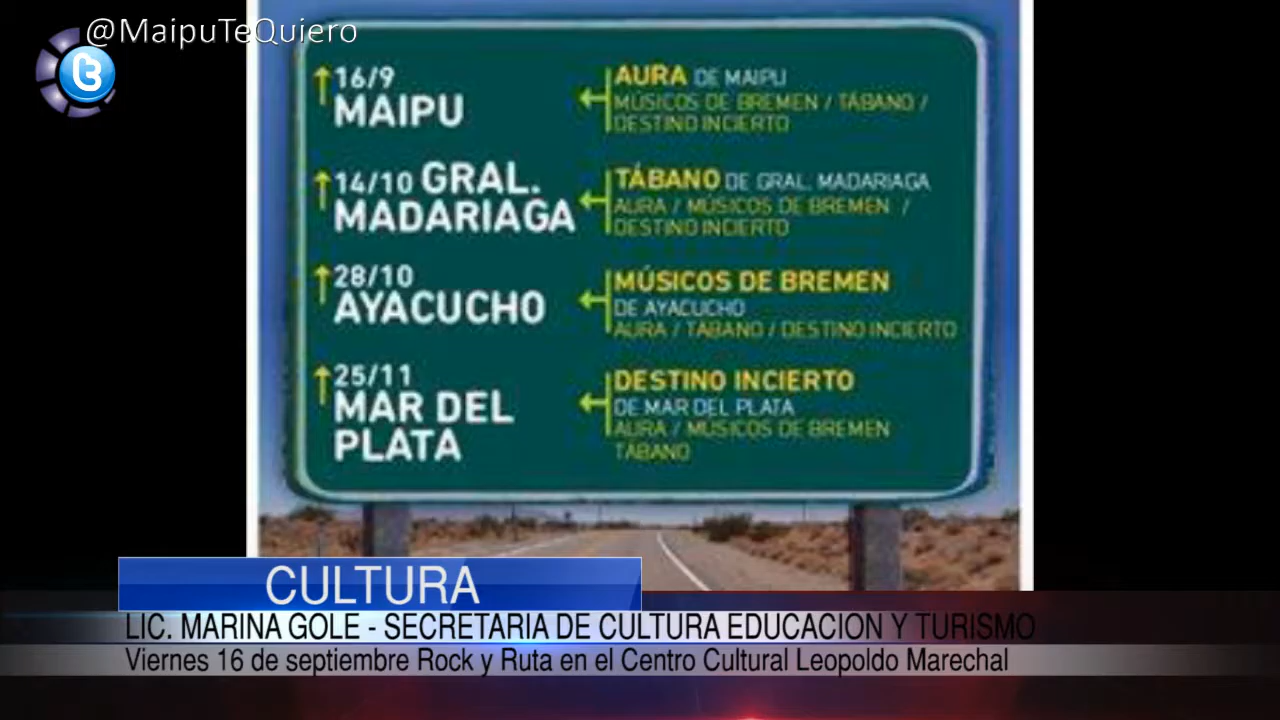 @MaipuTeQuiero
16/9
MAIPU
AURA DE MAIPU
MÚSICOS DE BREMEN / TÁBANO /
DESTINO INCIERTO
14/10 GRAL.
MADARIAGA
TÁBANO DE GRAL. MADARIAGA
AURA / MÚSICOS DE BREMEN /
DESTINO INCIERTO
28/10
AYACUCHO
MÚSICOS DE BREMEN
DE AYACUCHO
AURA / TABANO / DESTINO INCIERTO
25/11
MAR DEL
PLATA
DESTINO INCIERTO
DE MAR DEL PLATA
AURA / MÚSICOS DE BREMEN
TÁBANO
CULTURA
LIC. MARINA GOLE - SECRETARIA DE CULTURA EDUCACION Y TURISMO
Viernes 16 de septiembre Rock y Ruta en el Centro Cultural Leopoldo Marechal